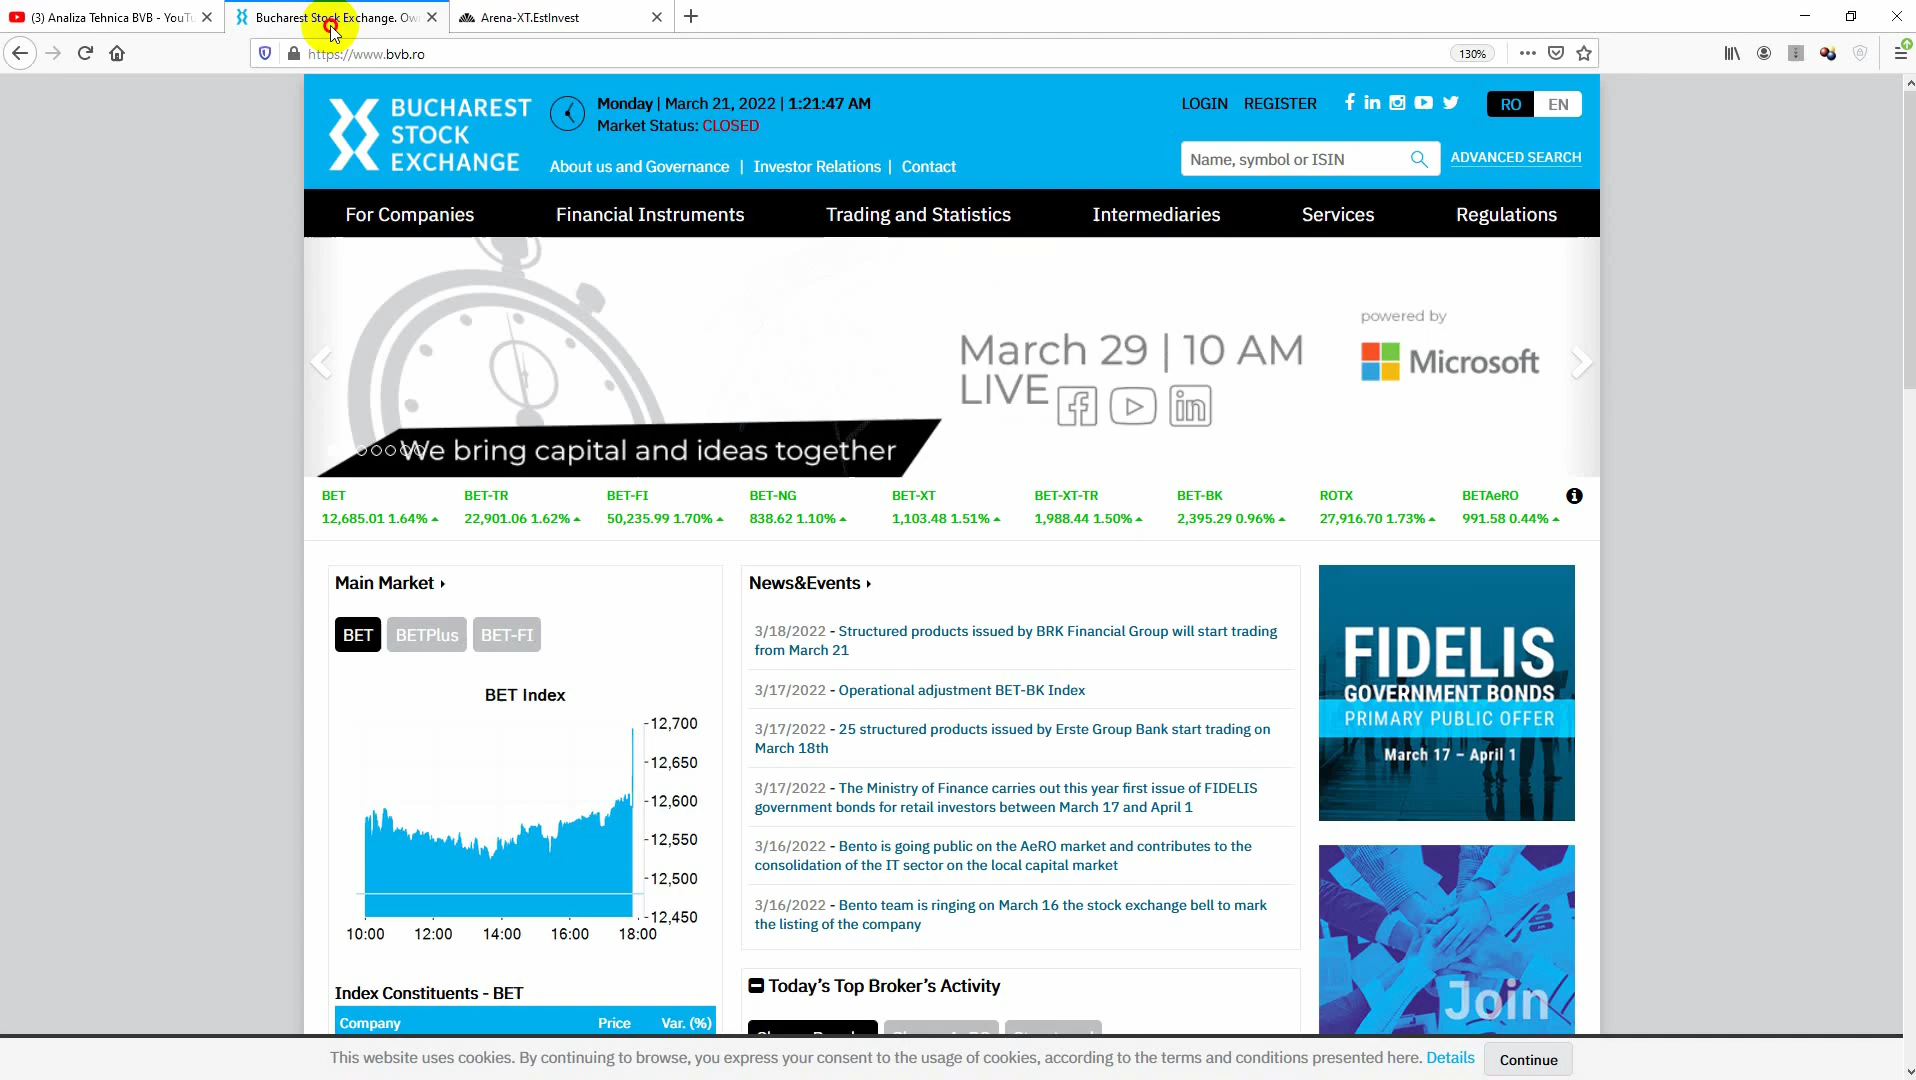 (3) Analiza Tehnica BVB - YouTu
Bucharest Stock Exchange. Ow
Arena-XT.EstInvest
https://www.bvb.ro
130%
BUCHAREST
STOCK
EXCHANGE
Monday | March 21, 2022 | 1:21:47 AM
Market Status: CLOSED
About us and Governance | Investor Relations | Contact
LOGIN REGISTER
RO EN
Name, symbol or ISIN
ADVANCED SEARCH
For Companies Financial Instruments Trading and Statistics Intermediaries Services Regulations
March 29 | 10 AM
LIVE
powered by
Microsoft
We bring capital and ideas together
BET BET-TR BET-FI BET-NG BET-XT BET-XT-TR BET-BK ROTX BETAeRO
12,685.01 1.64% 22,901.06 1.62% 50,235.99 1.70% 838.62 1.10% 1,103.48 1.51% 1,988.44 1.50% 2,395.29 0.96% 27,916.70 1.73% 991.58 0.44%
Main Market
BET BETPlus BET-FI
BET Index
12,700
12,650
12,600
12,550
12,500
12,450
10:00 12:00 14:00 16:00 18:00
Index Constituents - BET
Company Price Var. (%)
News&Events
3/18/2022 - Structured products issued by BRK Financial Group will start trading
from March 21
3/17/2022 - Operational adjustment BET-BK Index
3/17/2022 - 25 structured products issued by Erste Group Bank start trading on
March 18th
3/17/2022 - The Ministry of Finance carries out this year first issue of FIDELIS
government bonds for retail investors between March 17 and April 1
3/16/2022 - Bento is going public on the AeRO market and contributes to the
consolidation of the IT sector on the local capital market
3/16/2022 - Bento team is ringing on March 16 the stock exchange bell to mark
the listing of the company
Today's Top Broker's Activity
FIDELIS
GOVERNMENT BONDS
PRIMARY PUBLIC OFFER
March 17 – April 1
Join
This website uses cookies. By continuing to browse, you express your consent to the usage of cookies, according to the terms and conditions presented here. Details
Continue